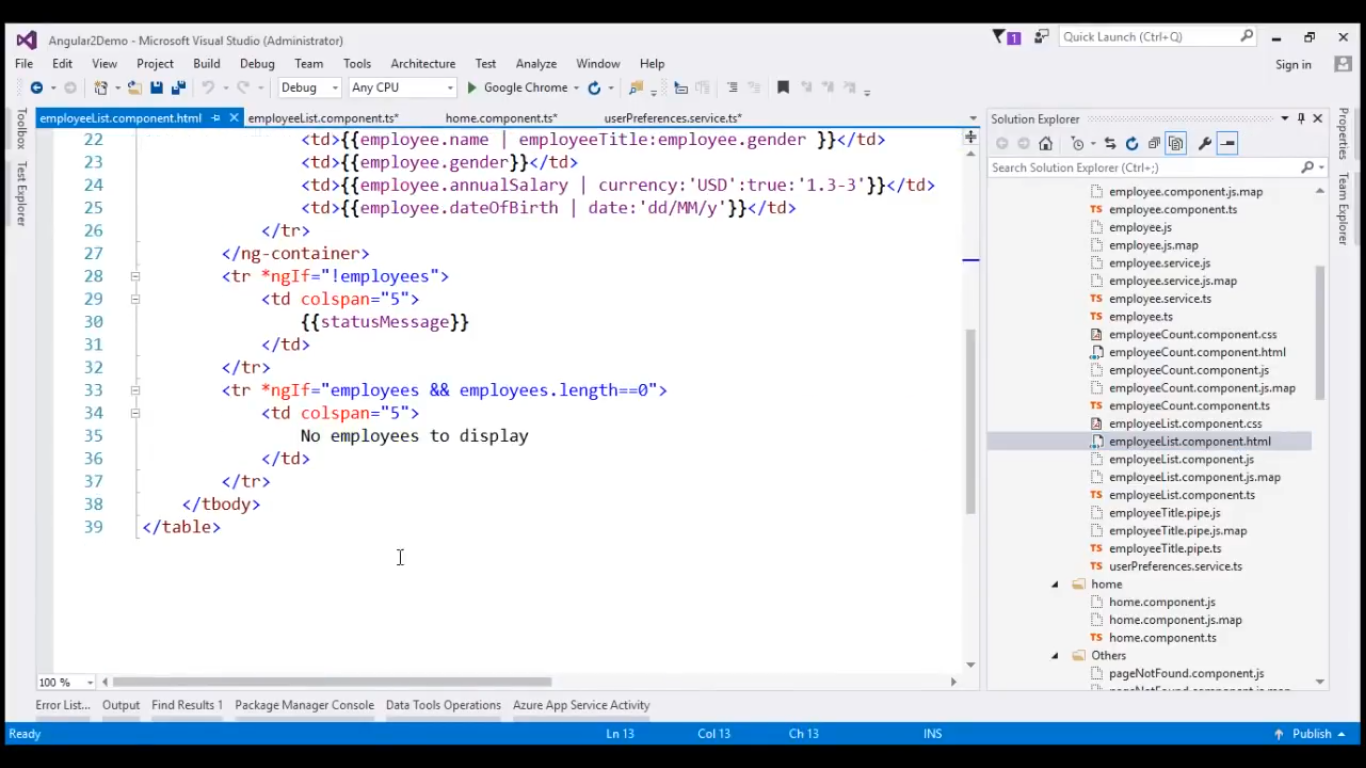 Angular2Demo - Microsoft Visual Studio (Administrator)
1
Quick Launch (Ctrl+Q)
File Edit View Project Build Debug Team Tools Architecture Test Analyze Window Help
Sign in
Debug Any CPU Google Chrome
Toolbox
Test Explorer
employeeList.component.html employeeList.component.ts* home.component.ts* userPreferences.service.ts*
22 <td>{{employee.name | employeeTitle:employee.gender }}</td>
23 <td>{{employee.gender}}</td>
24 <td>{{employee.annualSalary | currency:'USD':true:'1.3-3'}}</td>
25 <td>{{employee.dateOfBirth | date:'dd/MM/y'}}</td>
26 </tr>
27 </ng-container>
28 <tr *ngIf="!employees">
29 <td colspan="5">
30 {{statusMessage}}
31 </td>
32 </tr>
33 <tr *ngIf="employees && employees.length==0">
34 <td colspan="5">
35 No employees to display
36 </td>
37 </tr>
38 </tbody>
39 </table>
100 %
Solution Explorer
Search Solution Explorer (Ctrl+;)
employee.component.js.map
TS employee.component.ts
employee.js
employee.js.map
employee.service.js
employee.service.js.map
TS employee.service.ts
TS employee.ts
employeeCount.component.css
employeeCount.component.html
employeeCount.component.js
employeeCount.component.js.map
TS employeeCount.component.ts
employeeList.component.css
employeeList.component.html
employeeList.component.js
employeeList.component.js.map
TS employeeList.component.ts
employeeTitle.pipe.js
employeeTitle.pipe.js.map
TS employeeTitle.pipe.ts
TS userPreferences.service.ts
home
home.component.js
home.component.js.map
TS home.component.ts
Others
pageNotFound.component.js
Properties
Team Explorer
Error List... Output Find Results 1 Package Manager Console Data Tools Operations Azure App Service Activity
Ready Ln 13 Col 13 Ch 13 INS Publish